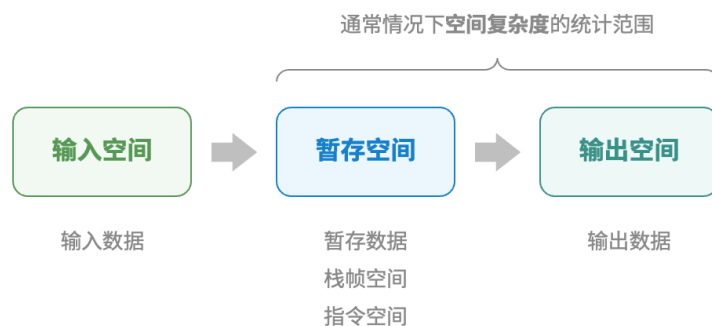 通常情况下空间复杂度的统计范围
输入空间
暂存空间
输出空间
输入数据
暂存数据
输出数据
栈帧空间
指令空间